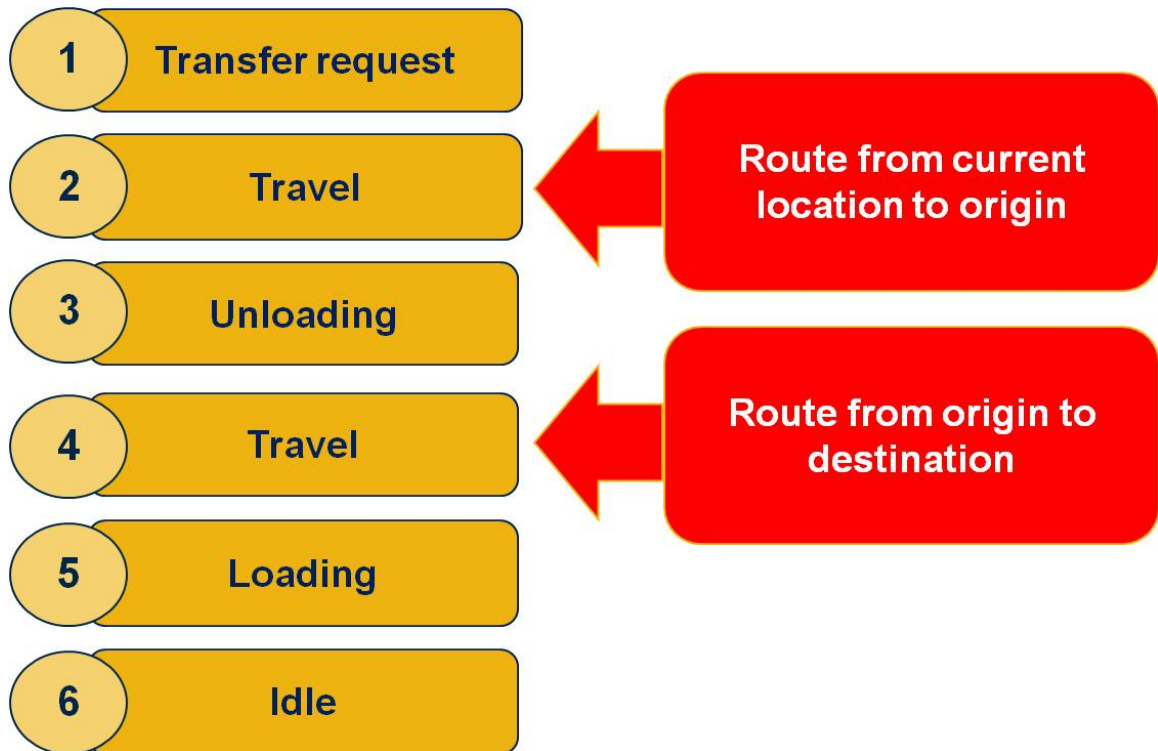 1 Transfer request
2 Travel
Route from current
location to origin
3 Unloading
4 Travel
Route from origin to
destination
5 Loading
6 Idle